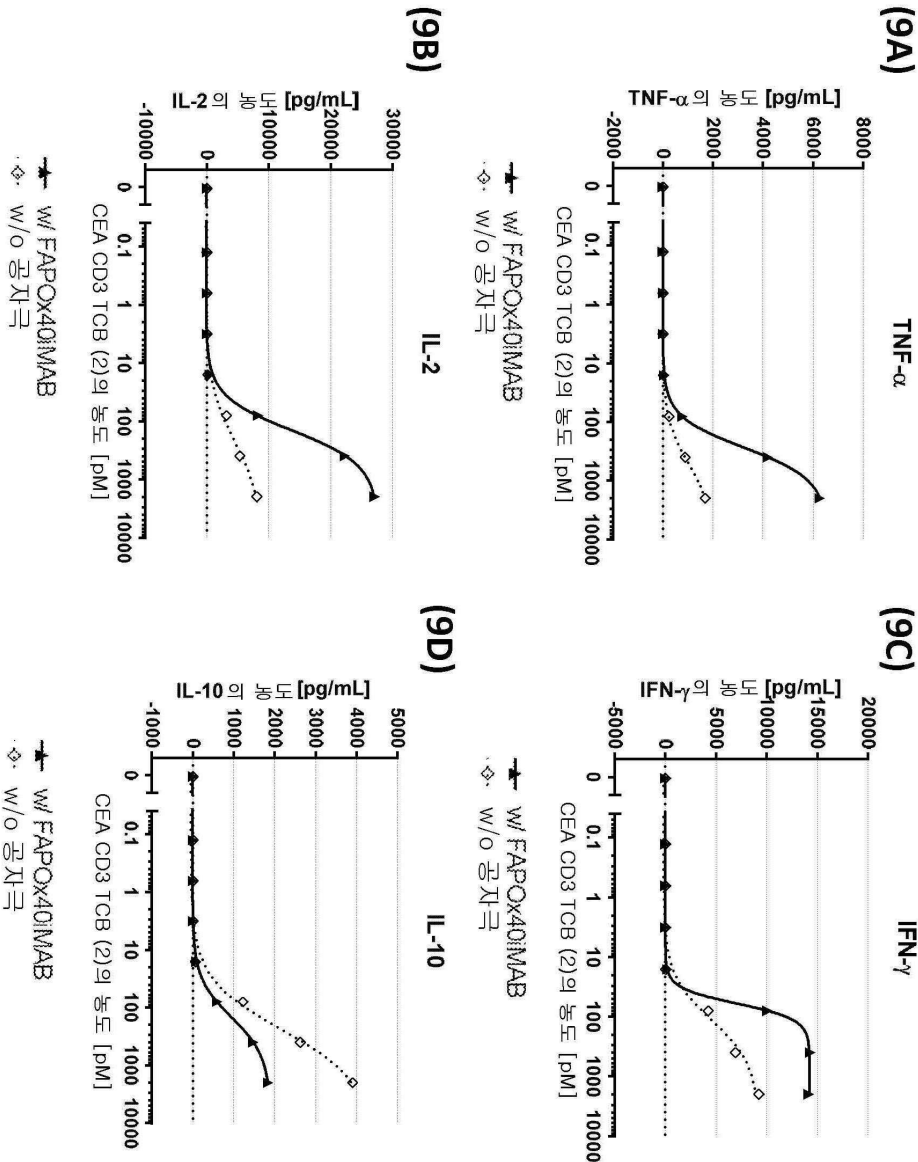 (9A)
TNF-α
TNF-α의 농도 [pg/mL]
8000
6000
4000
2000
0
-2000
0 0.1 1 10 100 1000 10000
CEA CD3 TCB (2)의 농도 [pM]
w/ FAPOx40iMAB
w/o 공자극
(9B)
IL-2
IL-2의 농도 [pg/mL]
30000
20000
10000
0
-10000
0 0.1 1 10 100 1000 10000
CEA CD3 TCB (2)의 농도 [pM]
w/ FAPOx40iMAB
w/o 공자극
(9C)
IFN-γ
IFN-γ의 농도 [pg/mL]
20000
15000
10000
5000
0
-5000
0 0.1 1 10 100 1000 10000
CEA CD3 TCB (2)의 농도 [pM]
w/ FAPOx40iMAB
w/o 공자극
(9D)
IL-10
IL-10의 농도 [pg/mL]
5000
4000
3000
2000
1000
0
-1000
0 0.1 1 10 100 1000 10000
CEA CD3 TCB (2)의 농도 [pM]
w/ FAPOx40iMAB
w/o 공자극